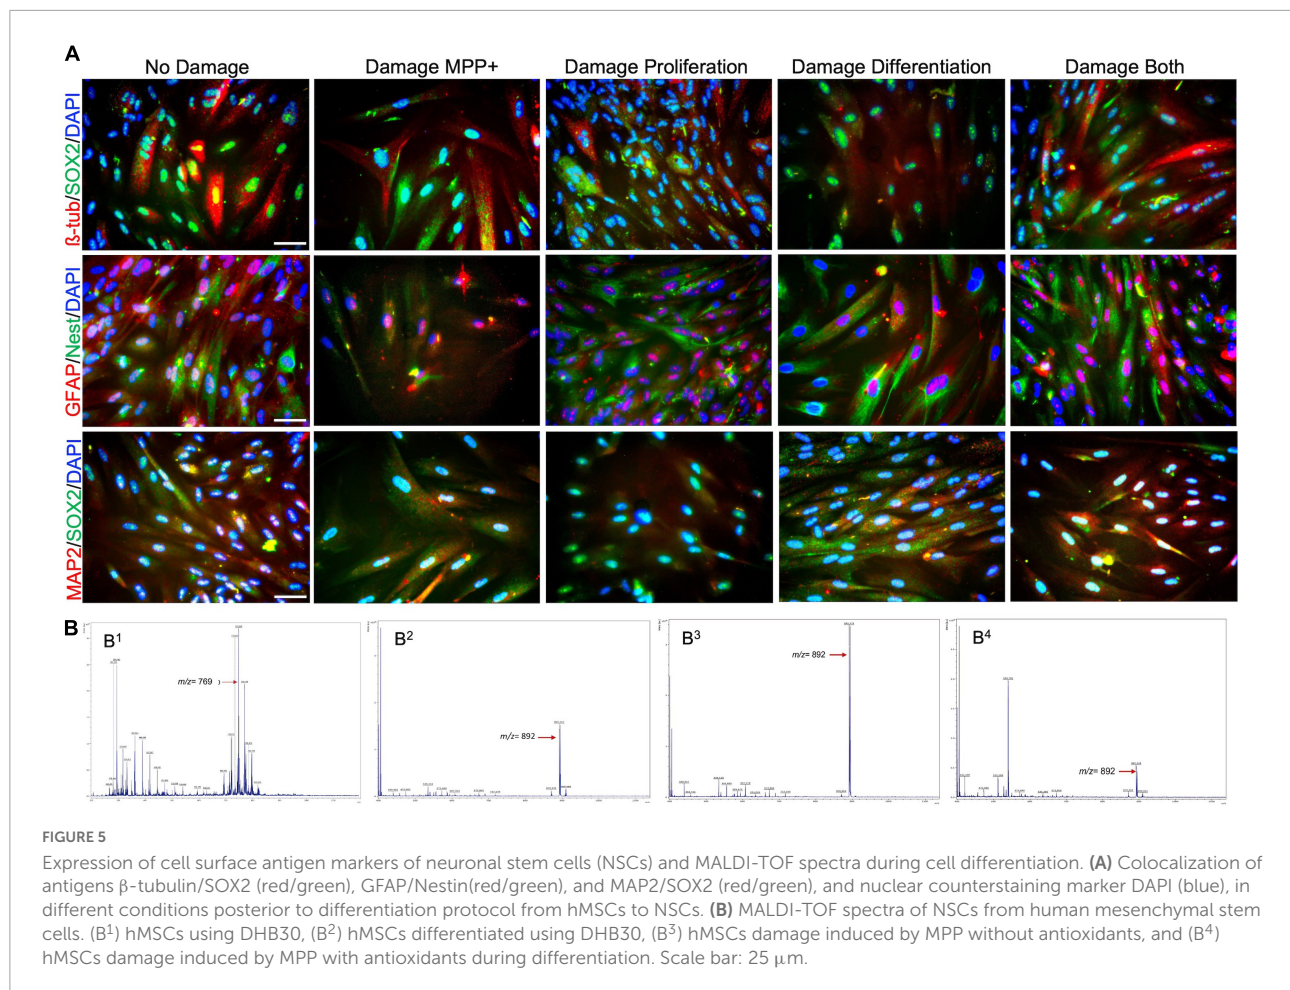 A
No Damage Damage MPP+ Damage Proliferation Damage Differentiation Damage Both
ß-tub/SOX2/DAPI
GFAP/Nest/DAPI
MAP2/SOX2/DAPI
B
B¹
m/z= 769
B²
m/z= 892
B³
m/z= 892
B⁴
m/z= 892
FIGURE 5
Expression of cell surface antigen markers of neuronal stem cells (NSCs) and MALDI-TOF spectra during cell differentiation. (A) Colocalization of
antigens β-tubulin/SOX2 (red/green), GFAP/Nestin(red/green), and MAP2/SOX2 (red/green), and nuclear counterstaining marker DAPI (blue), in
different conditions posterior to differentiation protocol from hMSCs to NSCs. (B) MALDI-TOF spectra of NSCs from human mesenchymal stem
cells. (B¹) hMSCs using DHB30, (B²) hMSCs differentiated using DHB30, (B³) hMSCs damage induced by MPP without antioxidants, and (B⁴)
hMSCs damage induced by MPP with antioxidants during differentiation. Scale bar: 25 μm.